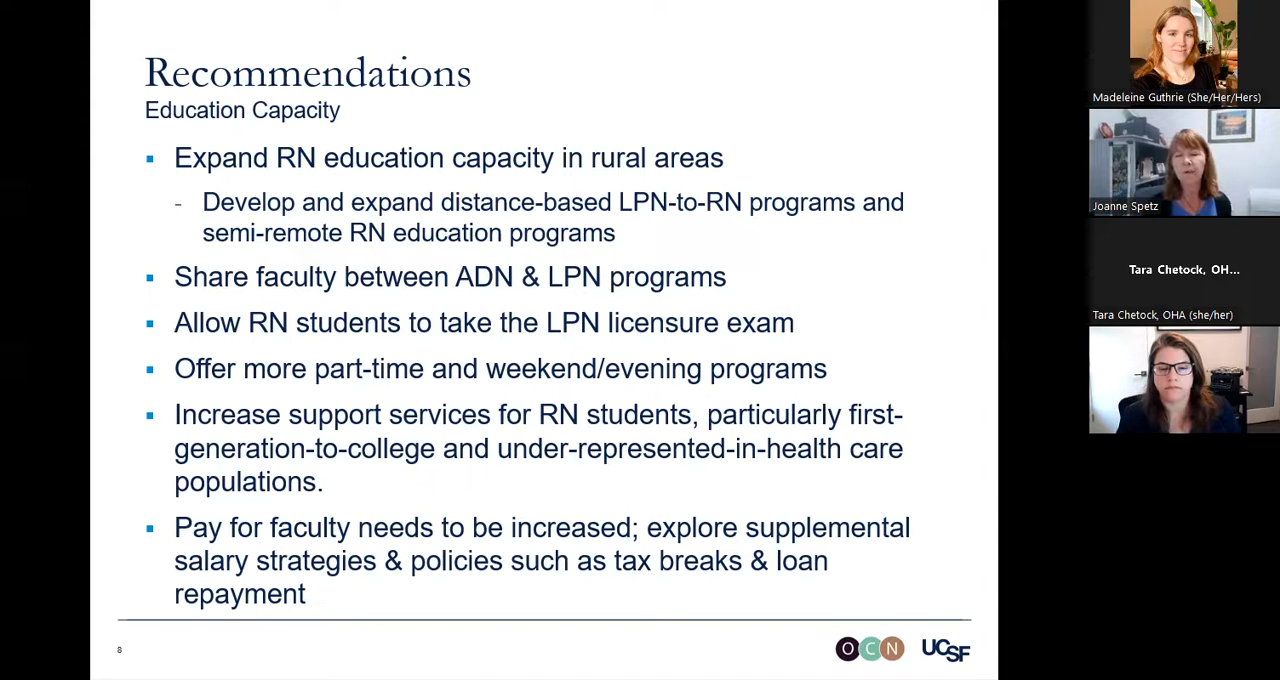 Recommendations
Education Capacity
▪ Expand RN education capacity in rural areas
- Develop and expand distance-based LPN-to-RN programs and
semi-remote RN education programs
▪ Share faculty between ADN & LPN programs
▪ Allow RN students to take the LPN licensure exam
▪ Offer more part-time and weekend/evening programs
▪ Increase support services for RN students, particularly first-
generation-to-college and under-represented-in-health care
populations.
▪ Pay for faculty needs to be increased; explore supplemental
salary strategies & policies such as tax breaks & loan
repayment
8
OCN
UCSF
Madeleine Guthrie (She/Her/Hers)
Joanne Spetz
Tara Chetock, OH...
Tara Chetock, OHA (she/her)